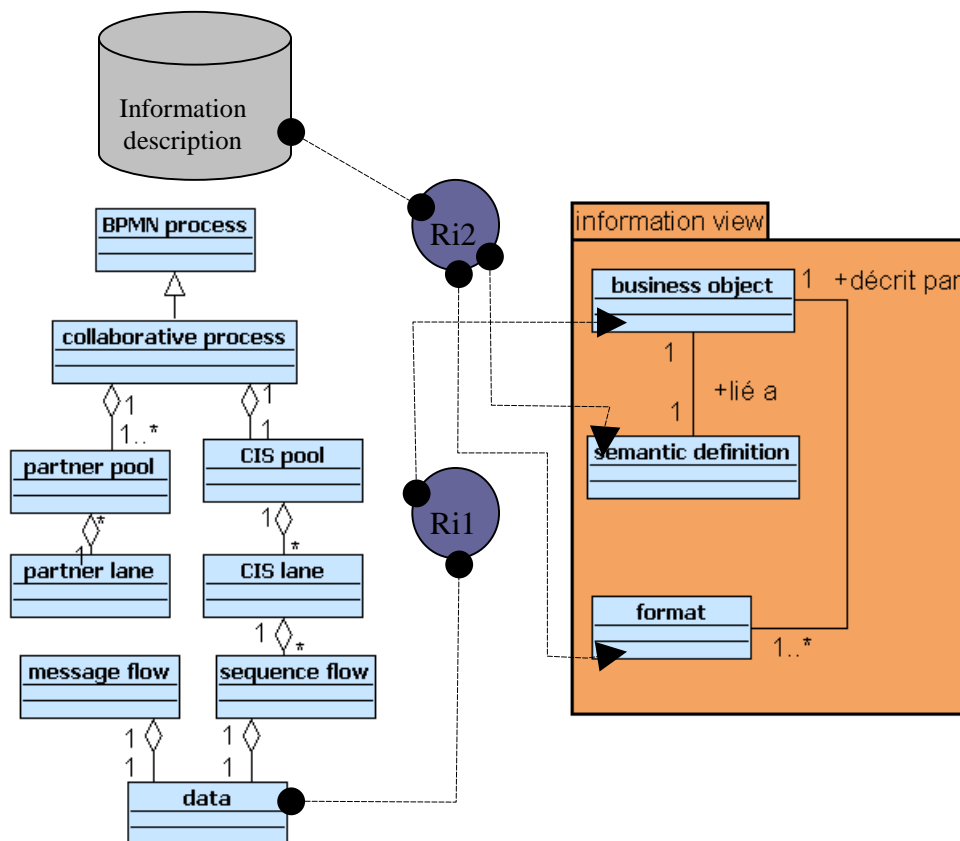 Information
description
BPMN process
collaborative process
1
1
1..*
1
partner pool
CIS pool
*
1
1
*
partner lane
CIS lane
1
*
message flow
sequence flow
1
1
1
1
data
Ri2
Ri1
information view
business object
1
+décrit par
1
+lié a
1
semantic definition
format
1..*